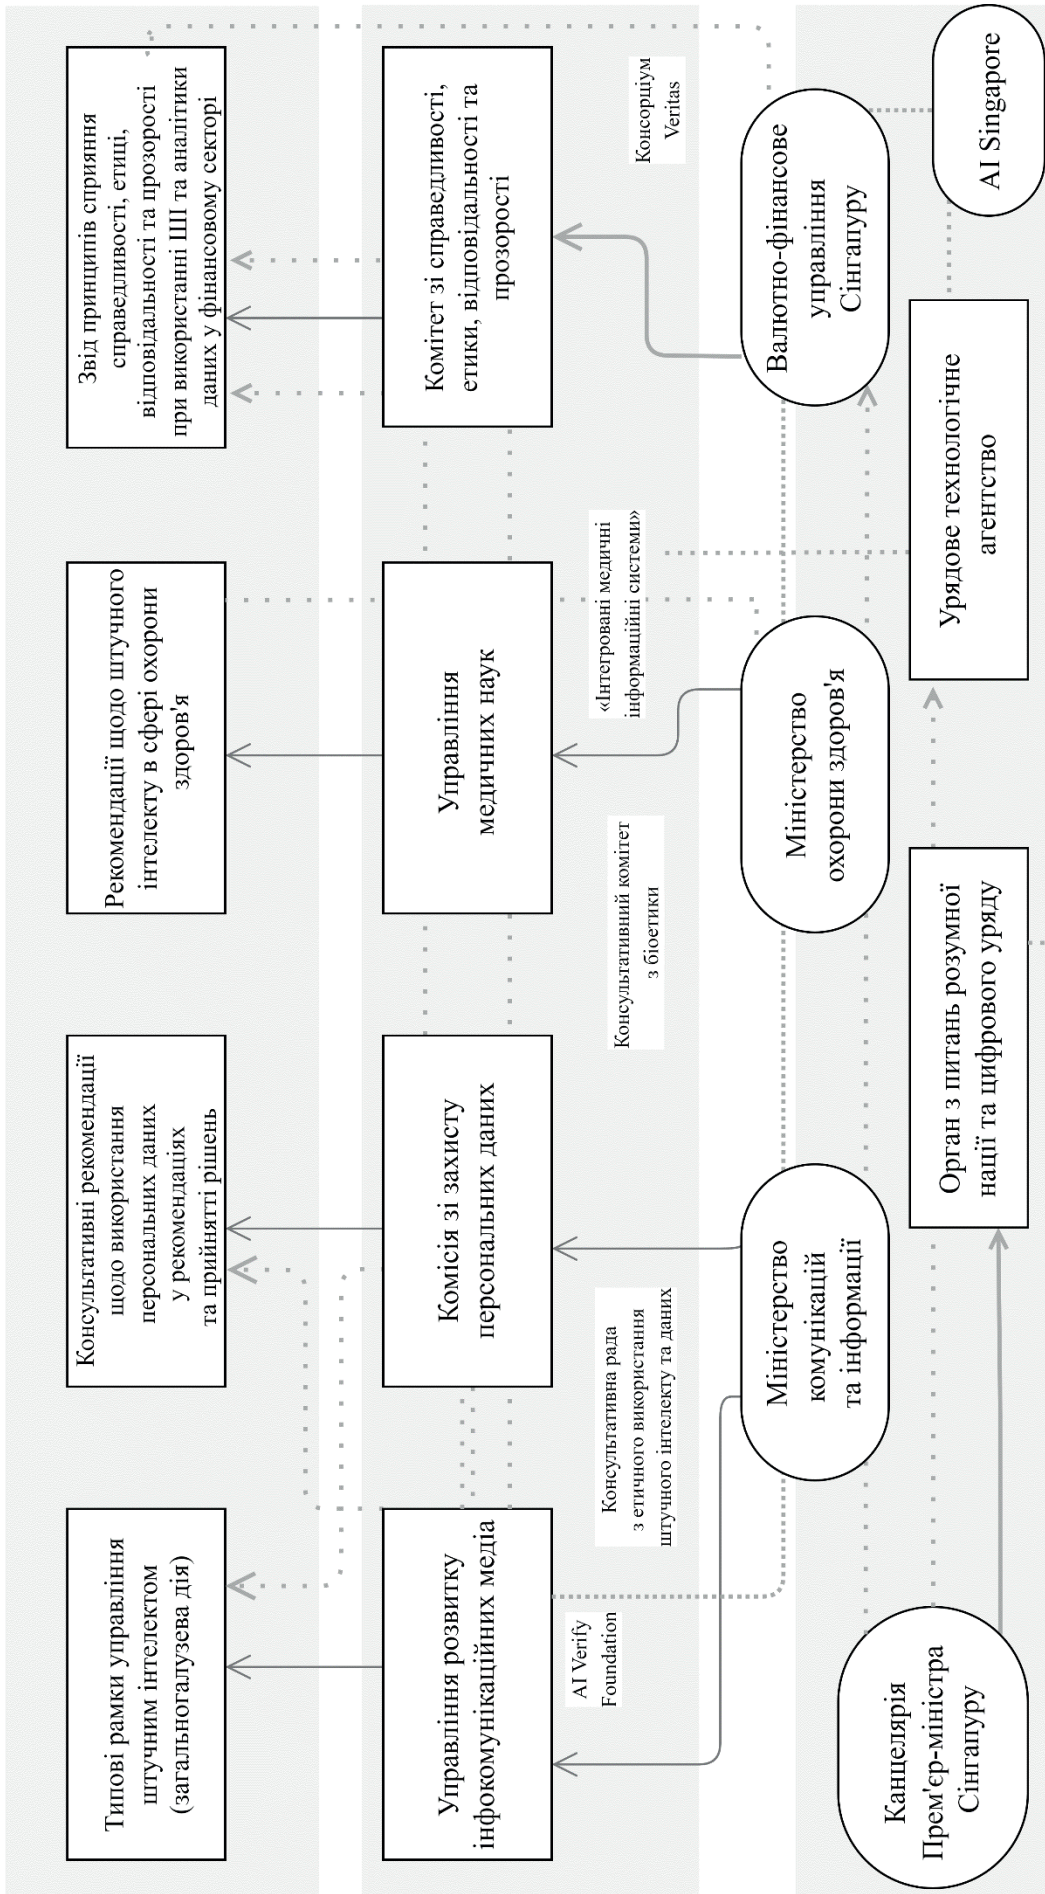 Типові рамки управління
штучним інтелектом
(загальногалузева дія)
Консультативні рекомендації
щодо використання
персональних даних
у рекомендаціях
та прийнятті рішень
Рекомендації щодо штучного
інтелекту в сфері охорони
здоров'я
Звід принципів сприяння
справедливості, етиці,
відповідальності та прозорості
при використанні ШІ та аналітики
даних у фінансовому секторі
Управління розвитку
інфокомунікаційних медіа
Комісія зі захисту
персональних даних
Управління
медичних наук
Комітет зі справедливості,
етики, відповідальності та
прозорості
AI Verify
Foundation
Консультативна рада
з етичного використання
штучного інтелекту та даних
Консультативний комітет
з біоетики
«Інтегровані медичні
інформаційні системи»
Консорціум
Veritas
Міністерство
комунікацій
та інформації
Міністерство
охорони здоров'я
Валютно-фінансове
управління
Сінгапуру
Канцелярія
Прем'єр-міністра
Сінгапуру
Орган з питань розумної
нації та цифрового уряду
Урядове технологічне
агентство
AI Singapore